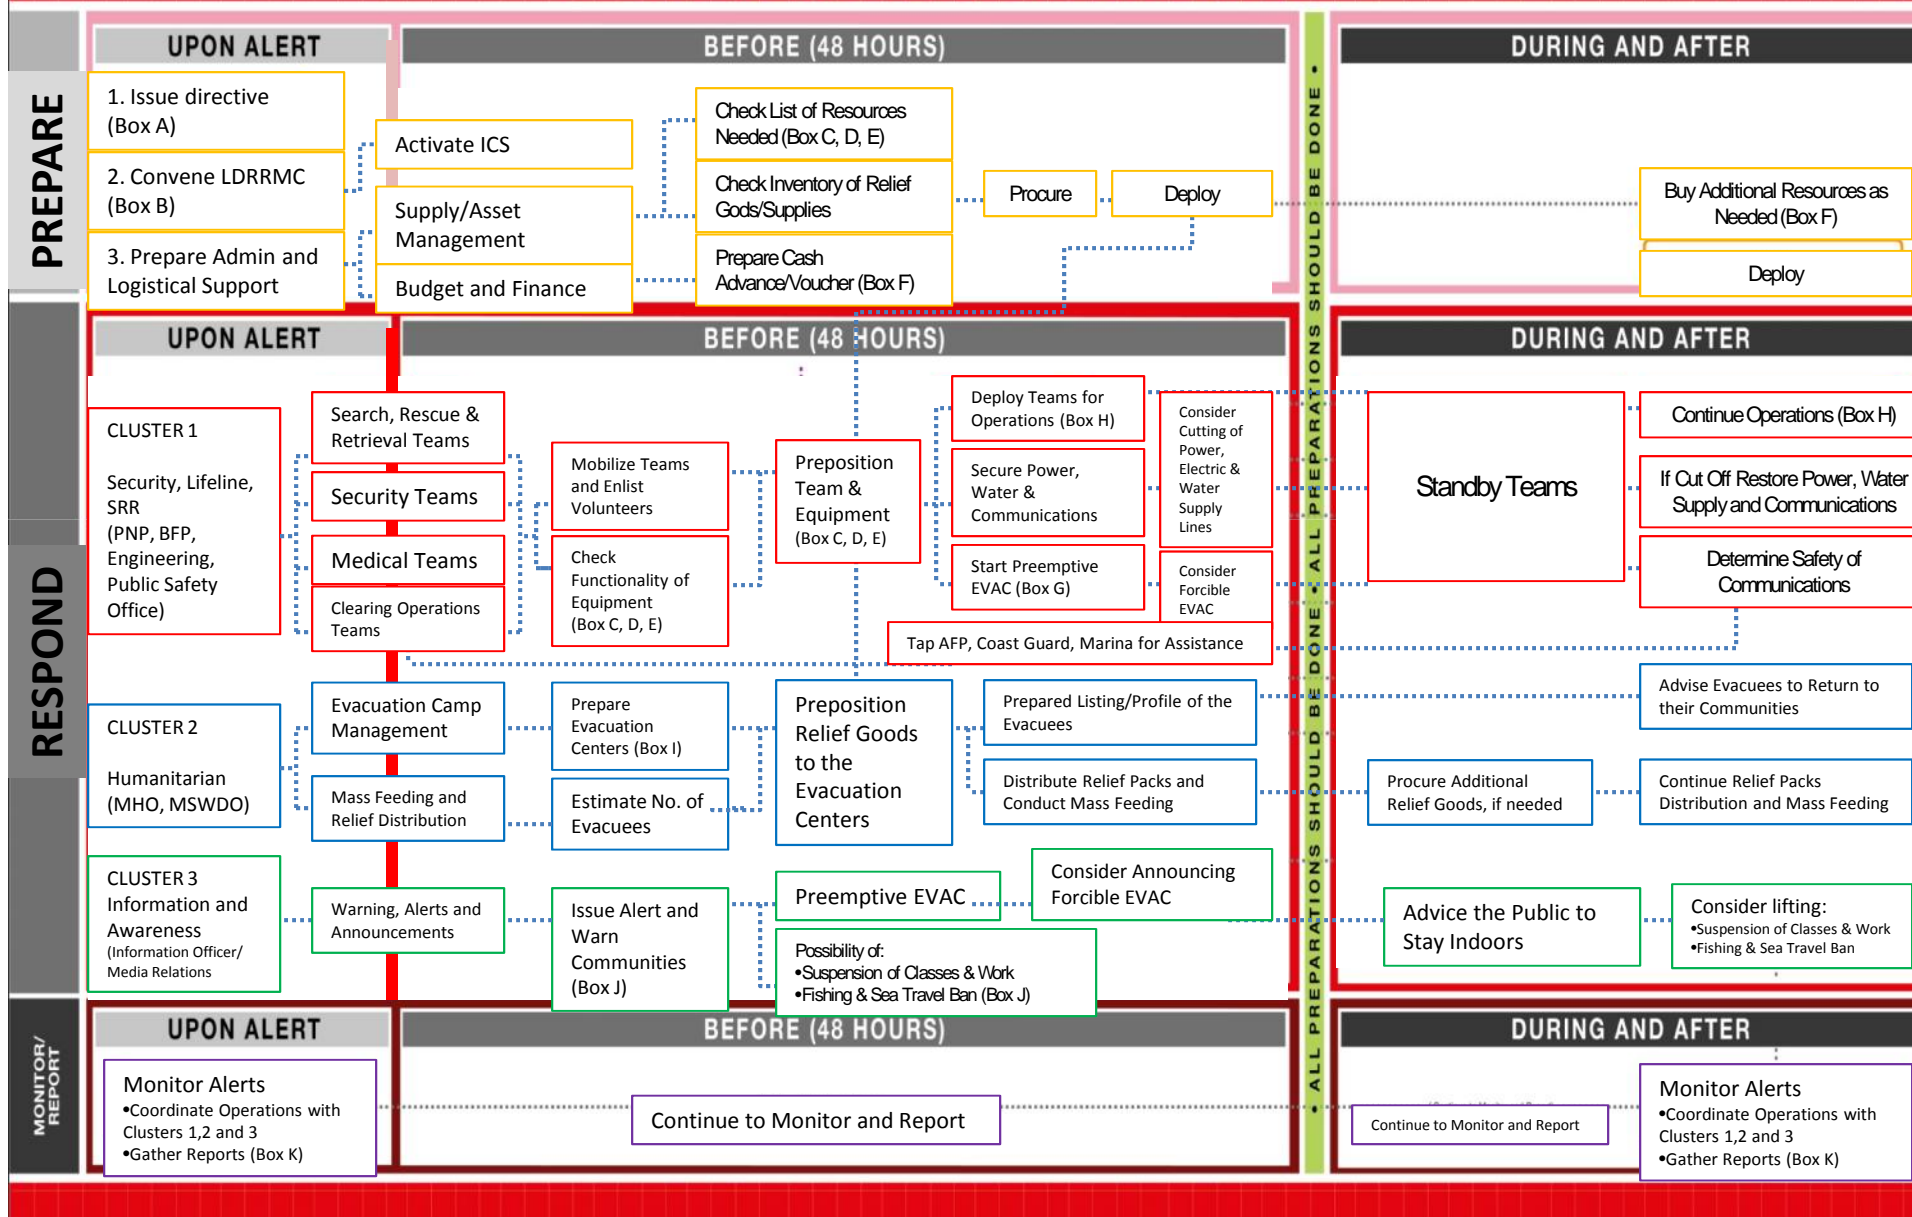 PREPARE
UPON ALERT
BEFORE (48 HOURS)
DURING AND AFTER
1. Issue directive
(Box A)
2. Convene LDRRMC
(Box B)
3. Prepare Admin and
Logistical Support
Activate ICS
Supply/Asset
Management
Budget and Finance
Check List of Resources
Needed (Box C, D, E)
Check Inventory of Relief
Gods/Supplies
Prepare Cash
Advance/Voucher (Box F)
Procure
Deploy
Buy Additional Resources as
Needed (Box F)
Deploy
• ALL PREPARATIONS SHOULD BE DONE • ALL PREPARATIONS SHOULD BE DONE • ALL PREPARATIONS SHOULD BE DONE •
RESPOND
UPON ALERT
BEFORE (48 HOURS)
DURING AND AFTER
CLUSTER 1
Security, Lifeline,
SRR
(PNP, BFP,
Engineering,
Public Safety
Office)
Search, Rescue &
Retrieval Teams
Security Teams
Medical Teams
Clearing Operations
Teams
Mobilize Teams
and Enlist
Volunteers
Check
Functionality of
Equipment
(Box C, D, E)
Preposition
Team &
Equipment
(Box C, D, E)
Deploy Teams for
Operations (Box H)
Secure Power,
Water &
Communications
Start Preemptive
EVAC (Box G)
Consider
Cutting of
Power,
Electric &
Water
Supply
Lines
Consider
Forcible
EVAC
Tap AFP, Coast Guard, Marina for Assistance
Standby Teams
Continue Operations (Box H)
If Cut Off Restore Power, Water
Supply and Communications
Determine Safety of
Communications
CLUSTER 2
Humanitarian
(MHO, MSWDO)
Evacuation Camp
Management
Mass Feeding and
Relief Distribution
Prepare
Evacuation
Centers (Box I)
Estimate No. of
Evacuees
Preposition
Relief Goods
to the
Evacuation
Centers
Prepared Listing/Profile of the
Evacuees
Distribute Relief Packs and
Conduct Mass Feeding
Procure Additional
Relief Goods, if needed
Advise Evacuees to Return to
their Communities
Continue Relief Packs
Distribution and Mass Feeding
CLUSTER 3
Information and
Awareness
(Information Officer/
Media Relations
Warning, Alerts and
Announcements
Issue Alert and
Warn
Communities
(Box J)
Preemptive EVAC
Consider Announcing
Forcible EVAC
Possibility of:
•Suspension of Classes & Work
•Fishing & Sea Travel Ban (Box J)
Advice the Public to
Stay Indoors
Consider lifting:
•Suspension of Classes & Work
•Fishing & Sea Travel Ban
MONITOR/
REPORT
UPON ALERT
BEFORE (48 HOURS)
DURING AND AFTER
Monitor Alerts
•Coordinate Operations with
Clusters 1,2 and 3
•Gather Reports (Box K)
Continue to Monitor and Report
Continue to Monitor and Report
Monitor Alerts
•Coordinate Operations with
Clusters 1,2 and 3
•Gather Reports (Box K)